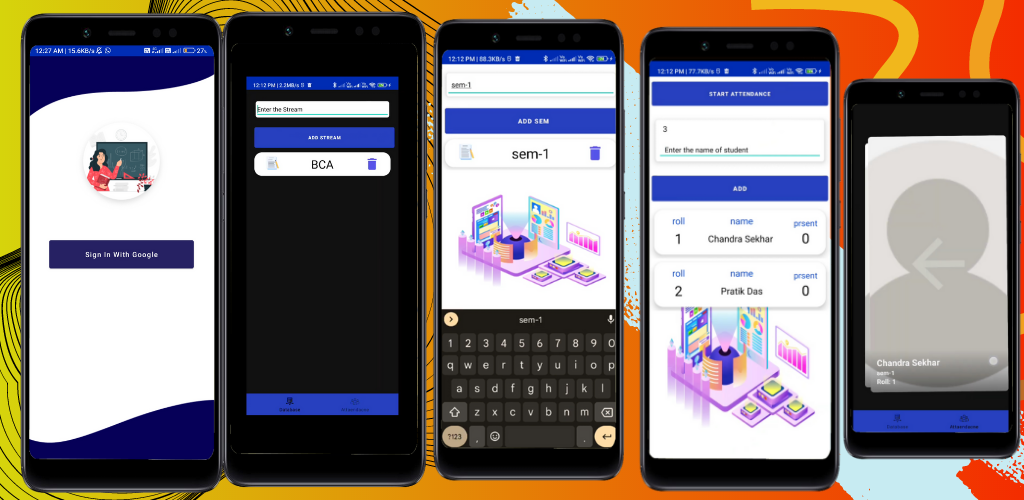 12:27 AM | 15.6KB/s
27%
Sign In With Google
12:12 PM | 2.3MB/s
Enter the Stream
ADD STREAM
BCA
Attendance
12:12 PM | 88.3KB/s
sem-1
ADD SEM
sem-1
sem-1
1 2 3 4 5 6 7 8 9 0
q w e r t y u i o p
a s d f g h j k l
z x c v b n m
?123 , .
12:12 PM | 77.7KB/s
START ATTENDANCE
3
Enter the name of student
ADD
roll name prsent
1 Chandra Sekhar 0
roll name prsent
2 Pratik Das 0
Chandra Sekhar
sem-1
Roll: 1
Attendance